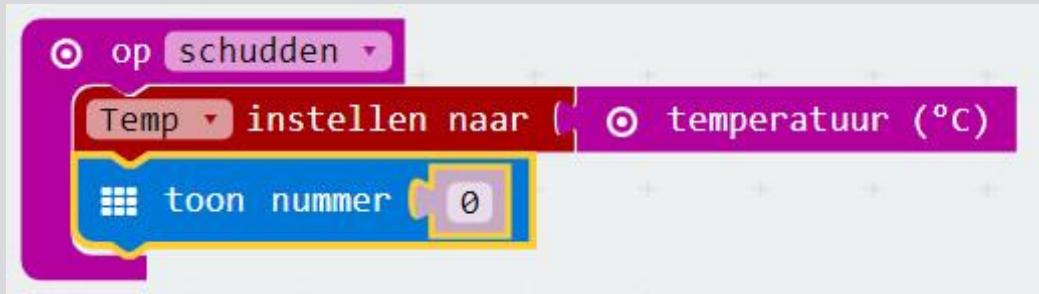 op schudden
Temp instellen naar temperatuur (°C)
toon nummer 0